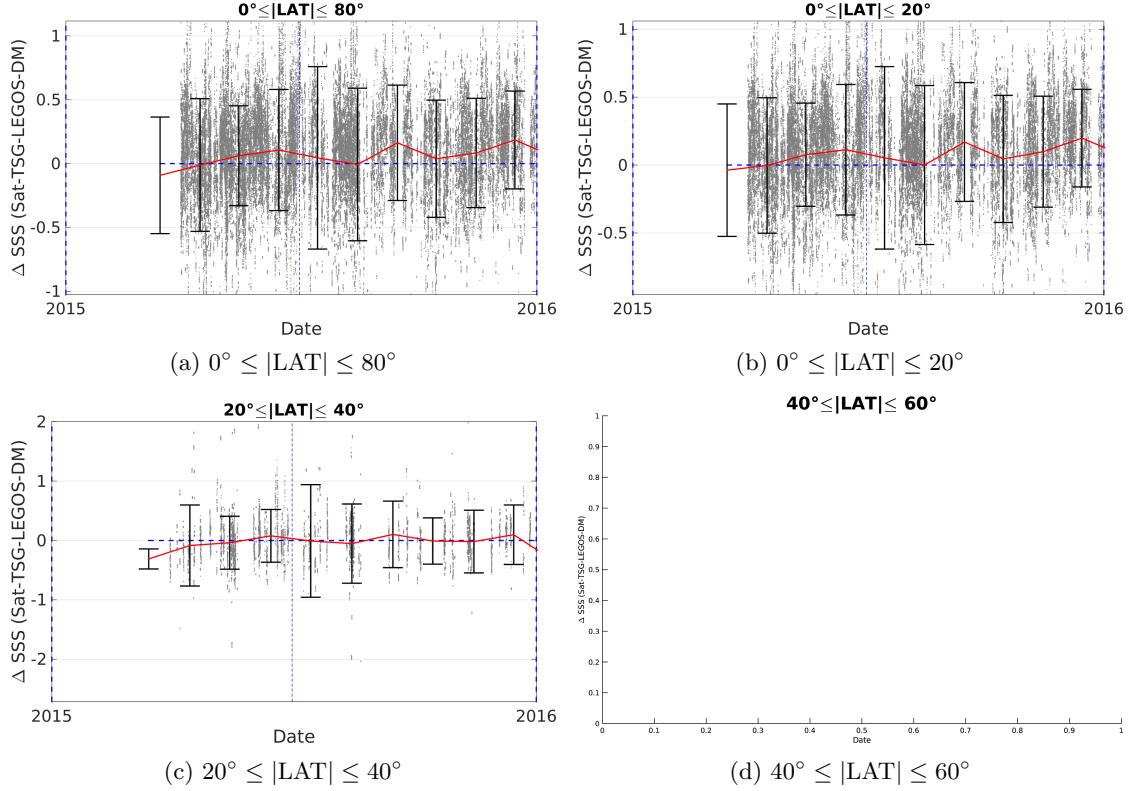 0°≤|LAT|≤ 80°
Δ SSS (Sat-TSG-LEGOS-DM)
1
0.5
0
-0.5
-1
2015
2016
Date
(a) 0° ≤ |LAT| ≤ 80°
0°≤|LAT|≤ 20°
Δ SSS (Sat-TSG-LEGOS-DM)
1
0.5
0
-0.5
2015
2016
Date
(b) 0° ≤ |LAT| ≤ 20°
20°≤|LAT|≤ 40°
Δ SSS (Sat-TSG-LEGOS-DM)
2
1
0
-1
-2
2015
2016
Date
(c) 20° ≤ |LAT| ≤ 40°
40°≤|LAT|≤ 60°
Δ SSS (Sat-TSG-LEGOS-DM)
1
0.9
0.8
0.7
0.6
0.5
0.4
0.3
0.2
0.1
0
0 0.1 0.2 0.3 0.4 0.5 0.6 0.7 0.8 0.9 1
Date
(d) 40° ≤ |LAT| ≤ 60°